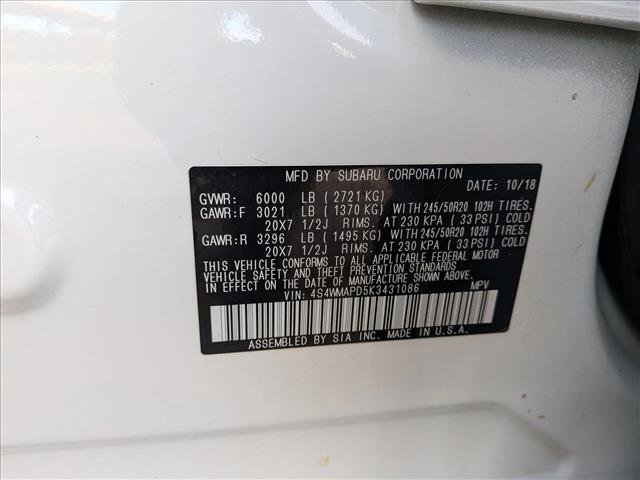 MFD BY SUBARU CORPORATION
DATE: 10/18
GVWR: 6000 LB ( 2721 KG)
GAWR:F 3021 LB ( 1370 KG) WITH 245/50R20 102H TIRES.
20X7 1/2J RIMS. AT 230 KPA ( 33 PSI) COLD
GAWR:R 3296 LB ( 1495 KG) WITH 245/50R20 102H TIRES.
20X7 1/2J RIMS. AT 230 KPA ( 33 PSI) COLD
THIS VEHICLE CONFORMS TO ALL APPLICABLE FEDERAL MOTOR
VEHICLE SAFETY, BUMPER, AND THEFT PREVENTION STANDARDS
IN EFFECT ON THE DATE OF MANUFACTURE SHOWN ABOVE.
VIN: 4S4WMAPD5K3431086 MPV
ASSEMBLED BY SIA INC. MADE IN U.S.A.